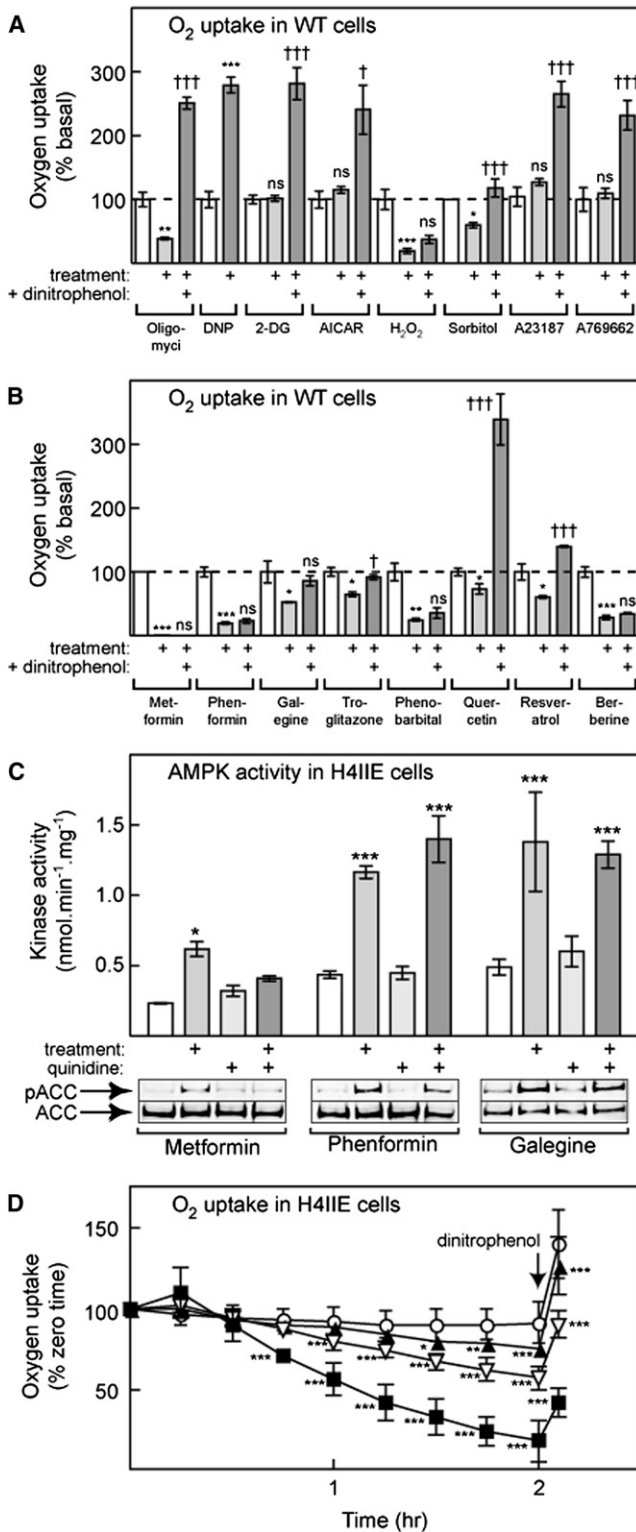 A
O₂ uptake in WT cells
Oxygen uptake
(% basal)
300
200
100
** ††† *** ns ††† ns † *** ns * ††† ns ††† ns †††
treatment: + + + + + + + + + + + + + + +
+ dinitrophenol: + + + + + + +
Oligo-
myci
DNP
2-DG
AICAR
H₂O₂
Sorbitol
A23187
A769662
B
O₂ uptake in WT cells
Oxygen uptake
(% basal)
300
200
100
*** ns *** ns * ns * † ** ns * ††† * ††† *** ns
treatment: + + + + + + + + + + + + + + + +
+ dinitrophenol: + + + + + + + +
Met-
formin
Phen-
formin
Gal-
egine
Tro-
glitazone
Pheno-
barbital
Quer-
cetin
Resver-
atrol
Ber-
berine
C
AMPK activity in H4IIE cells
Kinase activity
(nmol.min⁻¹.mg⁻¹)
1.5
1.0
0.5
* *** *** *** ***
treatment: + + + + + +
quinidine: + + + + + +
pACC
ACC
Metformin
Phenformin
Galegine
D
O₂ uptake in H4IIE cells
Oxygen uptake
(% zero time)
150
100
50
dinitrophenol
*** *** *** *** *** ***
*** *** *** *** *** ***
* ** *** ***
***
1
2
Time (hr)